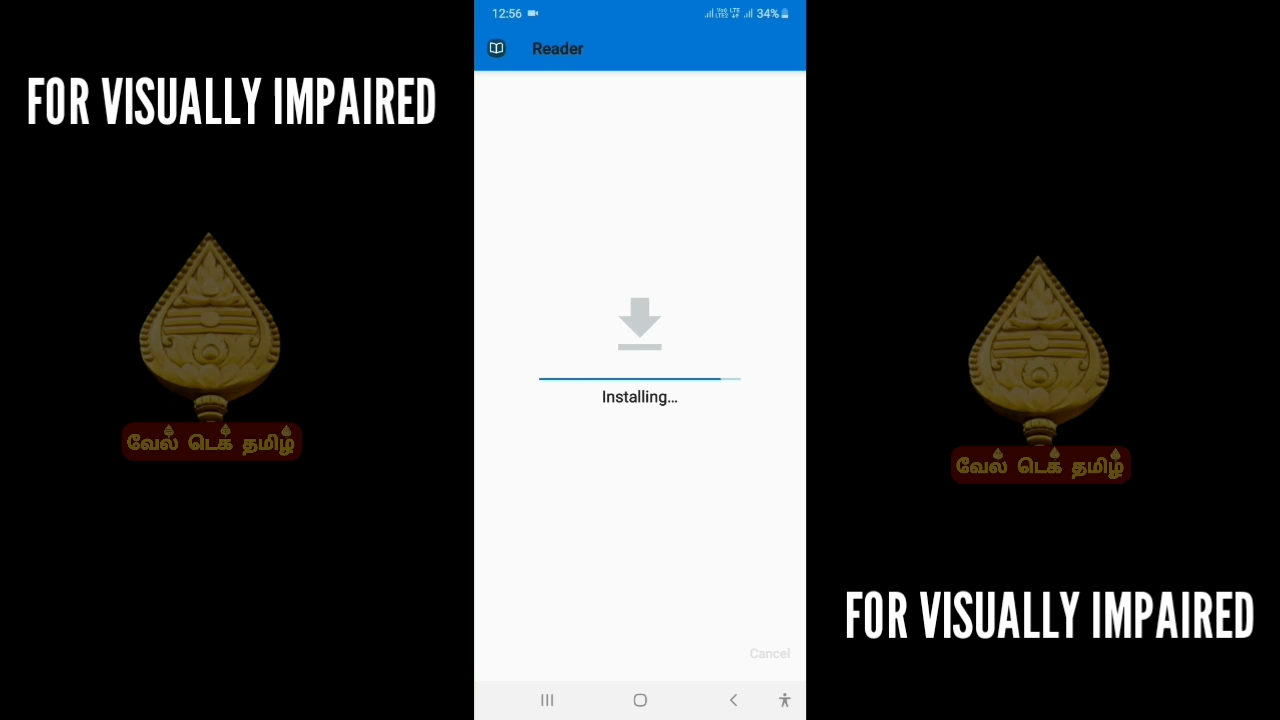 FOR VISUALLY IMPAIRED
வேல் டெக் தமிழ்
12:56
34%
Reader
Installing...
Cancel
வேல் டெக் தமிழ்
FOR VISUALLY IMPAIRED